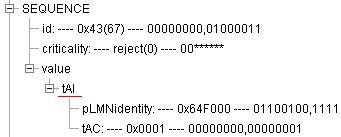 SEQUENCE
id: ---- 0x43(67) ---- 00000000,01000011
criticality: ---- reject(0) ---- 00******
value
tAI
pLMNidentity: ---- 0x64F000 ---- 01100100,1111
tAC: ---- 0x0001 ---- 00000000,00000001